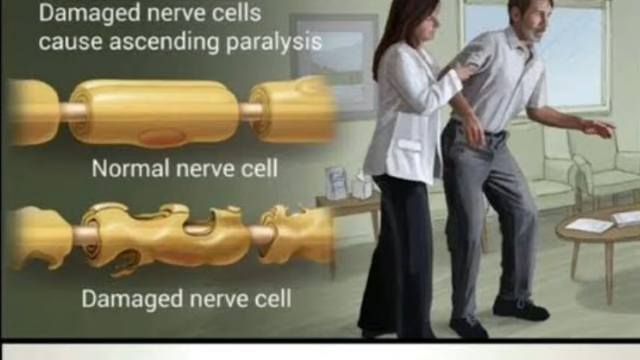 Damaged nerve cells
cause ascending paralysis
Normal nerve cell
Damaged nerve cell